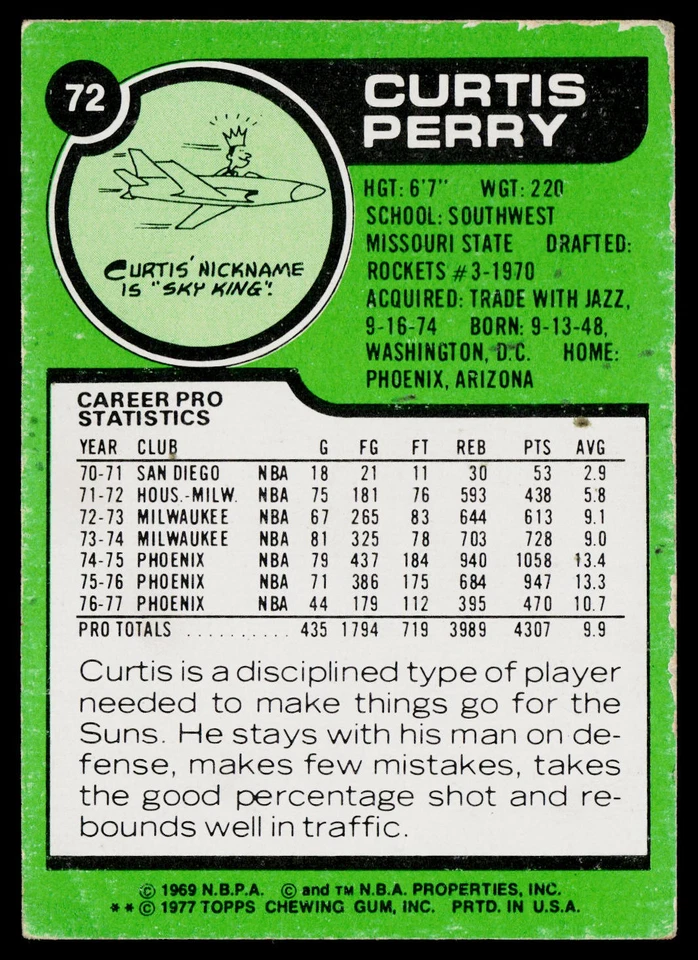 72
CURTIS
PERRY
CURTIS' NICKNAME
IS "SKY KING"!
HGT: 6'7" WGT: 220
SCHOOL: SOUTHWEST
MISSOURI STATE DRAFTED:
ROCKETS #3-1970
ACQUIRED: TRADE WITH JAZZ,
9-16-74 BORN: 9-13-48,
WASHINGTON, D.C. HOME:
PHOENIX, ARIZONA
CAREER PRO
STATISTICS
YEAR CLUB G FG FT REB PTS AVG
70-71 SAN DIEGO NBA 18 21 11 30 53 2.9
71-72 HOUS.-MILW. NBA 75 181 76 593 438 5.8
72-73 MILWAUKEE NBA 67 265 83 644 613 9.1
73-74 MILWAUKEE NBA 81 325 78 703 728 9.0
74-75 PHOENIX NBA 79 437 184 940 1058 13.4
75-76 PHOENIX NBA 71 386 175 684 947 13.3
76-77 PHOENIX NBA 44 179 112 395 470 10.7
PRO TOTALS .......... 435 1794 719 3989 4307 9.9
Curtis is a disciplined type of player
needed to make things go for the
Suns. He stays with his man on de-
fense, makes few mistakes, takes
the good percentage shot and re-
bounds well in traffic.
© 1969 N.B.P.A. © and TM N.B.A. PROPERTIES, INC.
**© 1977 TOPPS CHEWING GUM, INC. PRTD. IN U.S.A.